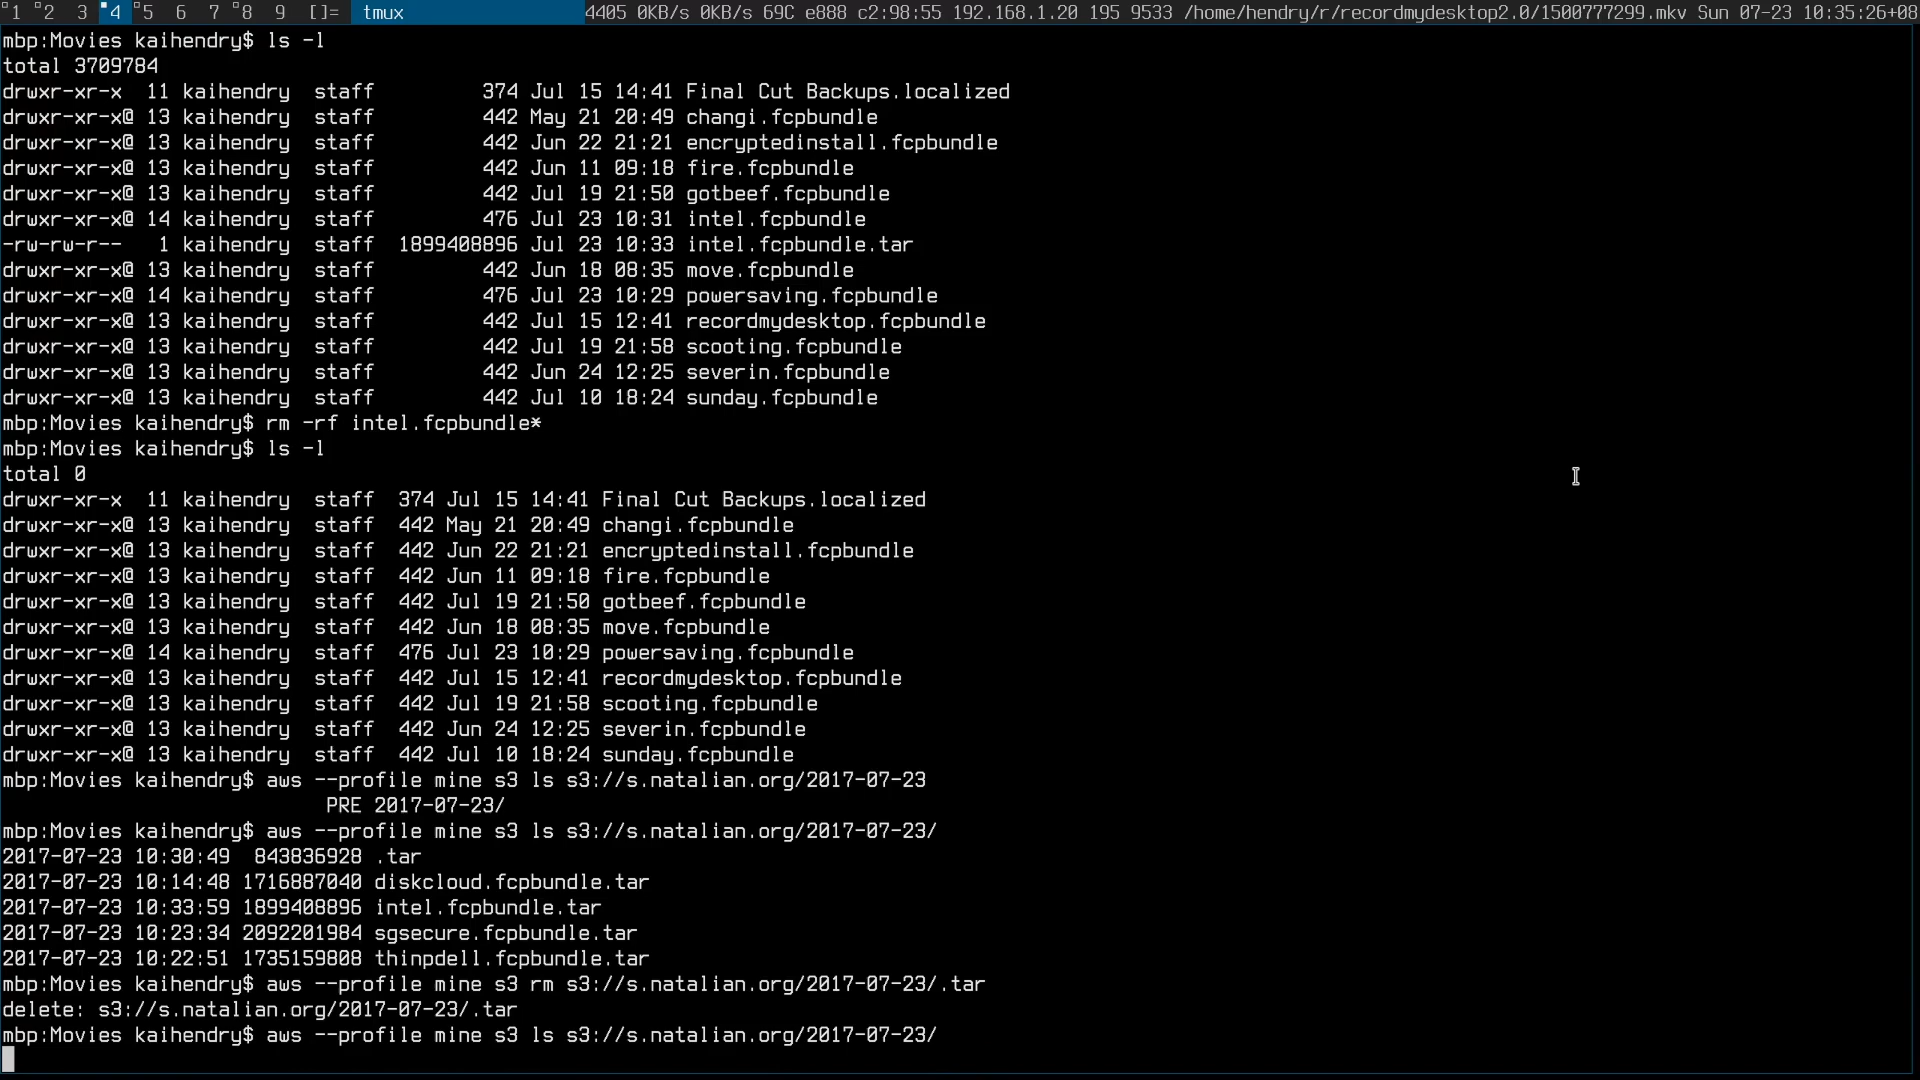 1 2 3 4 5 6 7 8 9 []= tmux 4405 0KB/s 0KB/s 69C e888 c2:98:55 192.168.1.20 195 9533 /home/hendry/r/recordmydesktop2.0/1500777299.mkv Sun 07-23 10:35:26+08
mbp:Movies kaihendry$ ls -l
total 3709784
drwxr-xr-x  11 kaihendry  staff         374 Jul 15 14:41 Final Cut Backups.localized
drwxr-xr-x@ 13 kaihendry  staff         442 May 21 20:49 changi.fcpbundle
drwxr-xr-x@ 13 kaihendry  staff         442 Jun 22 21:21 encryptedinstall.fcpbundle
drwxr-xr-x@ 13 kaihendry  staff         442 Jun 11 09:18 fire.fcpbundle
drwxr-xr-x@ 13 kaihendry  staff         442 Jul 19 21:50 gotbeef.fcpbundle
drwxr-xr-x@ 14 kaihendry  staff         476 Jul 23 10:31 intel.fcpbundle
-rw-rw-r--   1 kaihendry  staff  1899408896 Jul 23 10:33 intel.fcpbundle.tar
drwxr-xr-x@ 13 kaihendry  staff         442 Jun 18 08:35 move.fcpbundle
drwxr-xr-x@ 14 kaihendry  staff         476 Jul 23 10:29 powersaving.fcpbundle
drwxr-xr-x@ 13 kaihendry  staff         442 Jul 15 12:41 recordmydesktop.fcpbundle
drwxr-xr-x@ 13 kaihendry  staff         442 Jul 19 21:58 scooting.fcpbundle
drwxr-xr-x@ 13 kaihendry  staff         442 Jun 24 12:25 severin.fcpbundle
drwxr-xr-x@ 13 kaihendry  staff         442 Jul 10 18:24 sunday.fcpbundle
mbp:Movies kaihendry$ rm -rf intel.fcpbundle*
mbp:Movies kaihendry$ ls -l
total 0
drwxr-xr-x  11 kaihendry  staff  374 Jul 15 14:41 Final Cut Backups.localized
drwxr-xr-x@ 13 kaihendry  staff  442 May 21 20:49 changi.fcpbundle
drwxr-xr-x@ 13 kaihendry  staff  442 Jun 22 21:21 encryptedinstall.fcpbundle
drwxr-xr-x@ 13 kaihendry  staff  442 Jun 11 09:18 fire.fcpbundle
drwxr-xr-x@ 13 kaihendry  staff  442 Jul 19 21:50 gotbeef.fcpbundle
drwxr-xr-x@ 13 kaihendry  staff  442 Jun 18 08:35 move.fcpbundle
drwxr-xr-x@ 14 kaihendry  staff  476 Jul 23 10:29 powersaving.fcpbundle
drwxr-xr-x@ 13 kaihendry  staff  442 Jul 15 12:41 recordmydesktop.fcpbundle
drwxr-xr-x@ 13 kaihendry  staff  442 Jul 19 21:58 scooting.fcpbundle
drwxr-xr-x@ 13 kaihendry  staff  442 Jun 24 12:25 severin.fcpbundle
drwxr-xr-x@ 13 kaihendry  staff  442 Jul 10 18:24 sunday.fcpbundle
mbp:Movies kaihendry$ aws --profile mine s3 ls s3://s.natalian.org/2017-07-23
                           PRE 2017-07-23/
mbp:Movies kaihendry$ aws --profile mine s3 ls s3://s.natalian.org/2017-07-23/
2017-07-23 10:30:49  843836928 .tar
2017-07-23 10:14:48 1716887040 diskcloud.fcpbundle.tar
2017-07-23 10:33:59 1899408896 intel.fcpbundle.tar
2017-07-23 10:23:34 2092201984 sgsecure.fcpbundle.tar
2017-07-23 10:22:51 1735159808 thinpdell.fcpbundle.tar
mbp:Movies kaihendry$ aws --profile mine s3 rm s3://s.natalian.org/2017-07-23/.tar
delete: s3://s.natalian.org/2017-07-23/.tar
mbp:Movies kaihendry$ aws --profile mine s3 ls s3://s.natalian.org/2017-07-23/